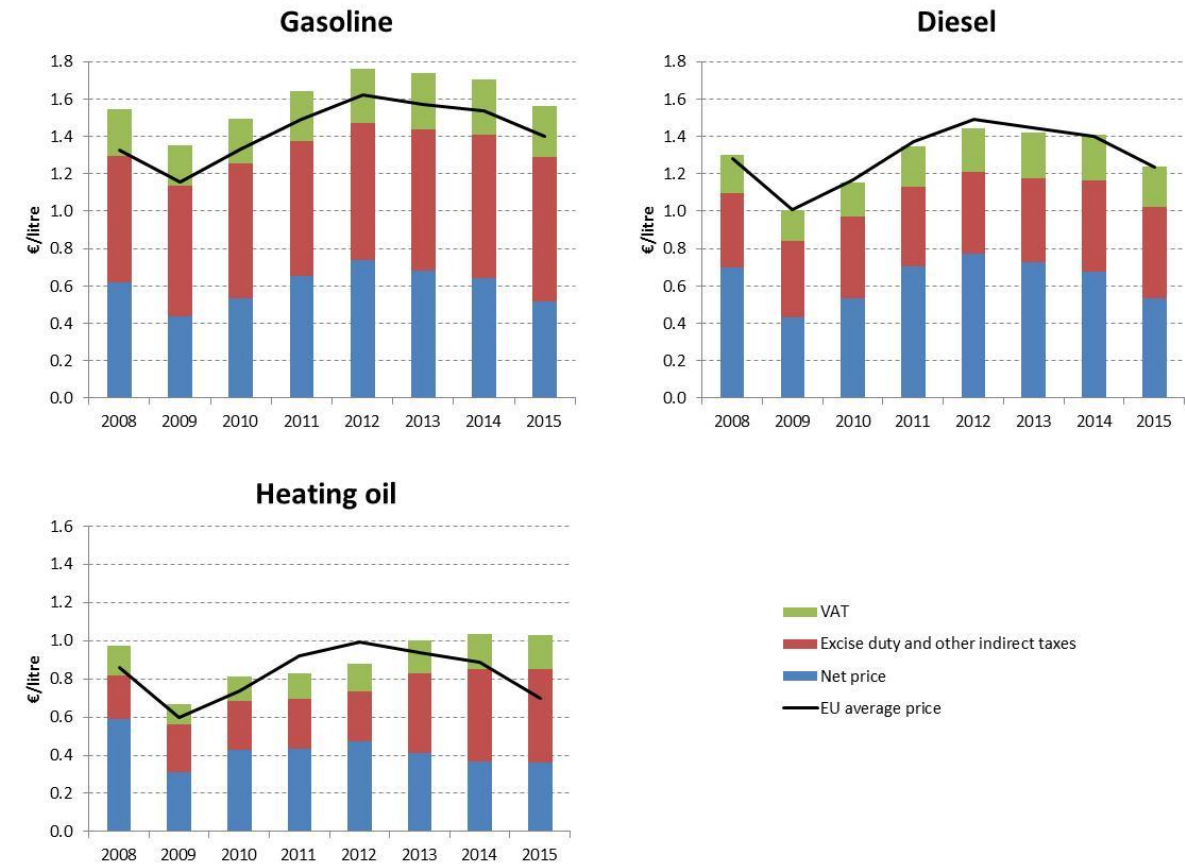 Gasoline
€/litre
1.8
1.6
1.4
1.2
1.0
0.8
0.6
0.4
0.2
0.0
2008 2009 2010 2011 2012 2013 2014 2015
Diesel
€/litre
1.8
1.6
1.4
1.2
1.0
0.8
0.6
0.4
0.2
0.0
2008 2009 2010 2011 2012 2013 2014 2015
Heating oil
€/litre
1.6
1.4
1.2
1.0
0.8
0.6
0.4
0.2
0.0
2008 2009 2010 2011 2012 2013 2014 2015
VAT
Excise duty and other indirect taxes
Net price
EU average price